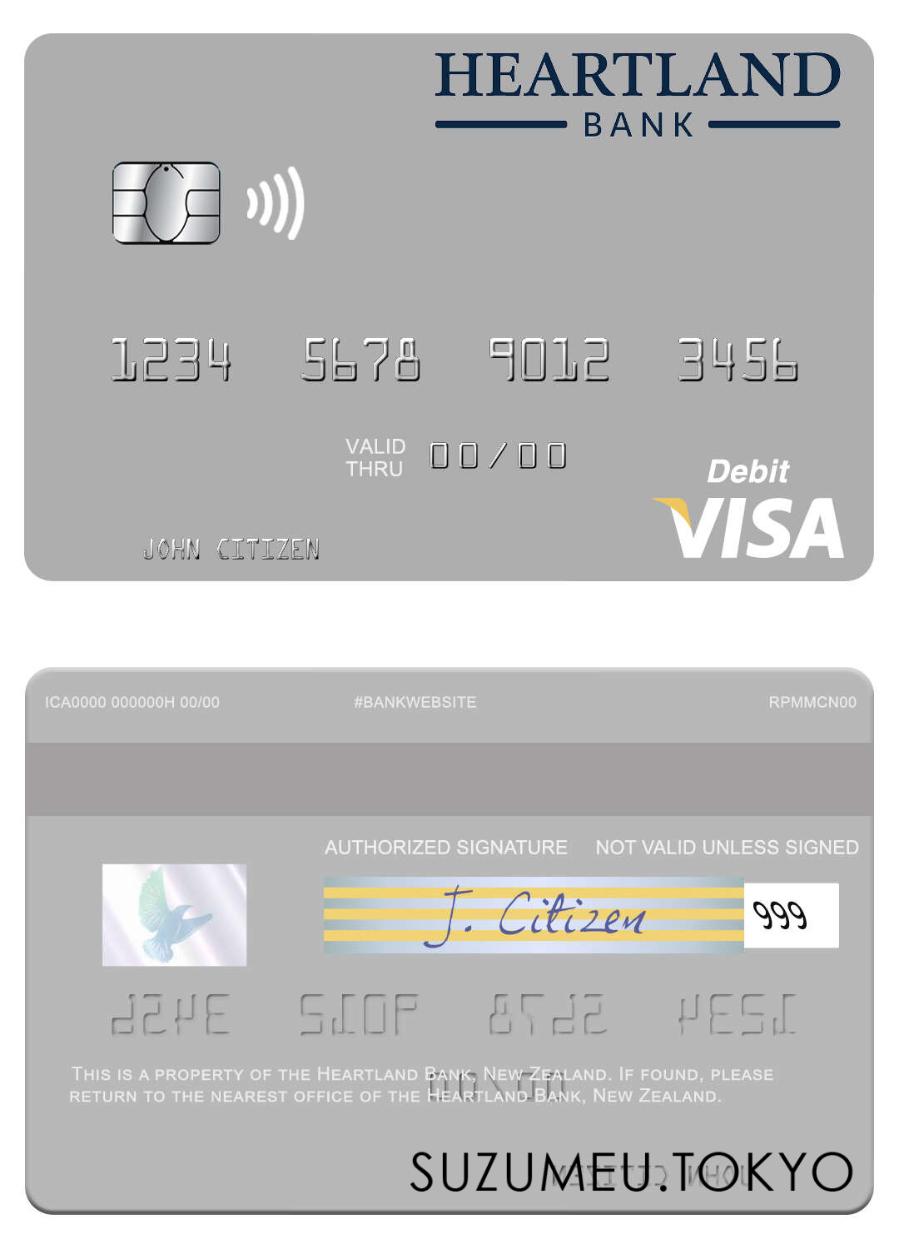 HEARTLAND
BANK
1234 5678 9012 3456
VALID
THRU
00/00
Debit
VISA
JOHN CITIZEN
ICA0000 000000H 00/00 #BANKWEBSITE RPMMCN00
AUTHORIZED SIGNATURE NOT VALID UNLESS SIGNED
J. Citizen 999
THIS IS A PROPERTY OF THE HEARTLAND BANK, NEW ZEALAND. IF FOUND, PLEASE
RETURN TO THE NEAREST OFFICE OF THE HEARTLAND BANK, NEW ZEALAND.
SUZUMEU.TOKYO